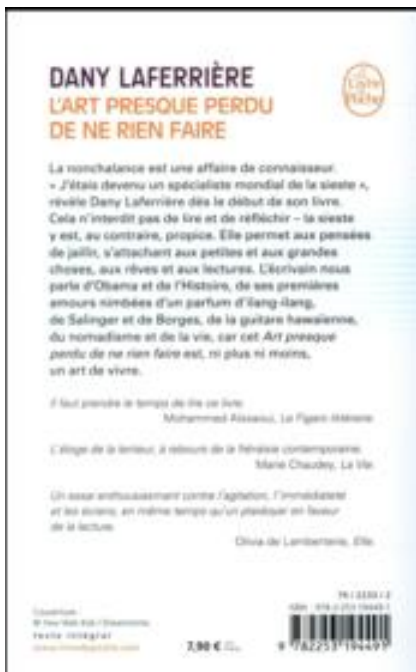 DANY LAFERRIÈRE
L'ART PRESQUE PERDU
DE NE RIEN FAIRE
Le Livre de Poche
La nonchalance est une affaire de connaisseur.
« J'étais devenu un spécialiste mondial de la sieste »,
révèle Dany Laferrière dès le début de son livre.
Cela n'interdit pas de lire et de réfléchir – la sieste
y est, au contraire, propice. Elle permet aux pensées
de jaillir, s'attachant aux petites et aux grandes
choses, aux rêves et aux lectures. L'écrivain nous
parle d'Obama et de l'Histoire, de ses premières
amours nimbées d'un parfum d'ilang-ilang,
de Salinger et de Borges, de la guitare hawaïenne,
du nomadisme et de la vie, car cet Art presque
perdu de ne rien faire est, ni plus ni moins,
un art de vivre.
Il faut prendre le temps de lire ce livre.
Mohammed Aïssaoui, Le Figaro littéraire.
L'éloge de la lenteur, à rebours de la frénésie contemporaine.
Marie Chaudey, La Vie.
Un essai enthousiasmant contre l'agitation, l'immédiateté
et les écrans, en même temps qu'un plaidoyer en faveur
de la lecture.
Olivia de Lamberterie, Elle.
Couverture :
texte intégral
7,90 €
9 782253 194491